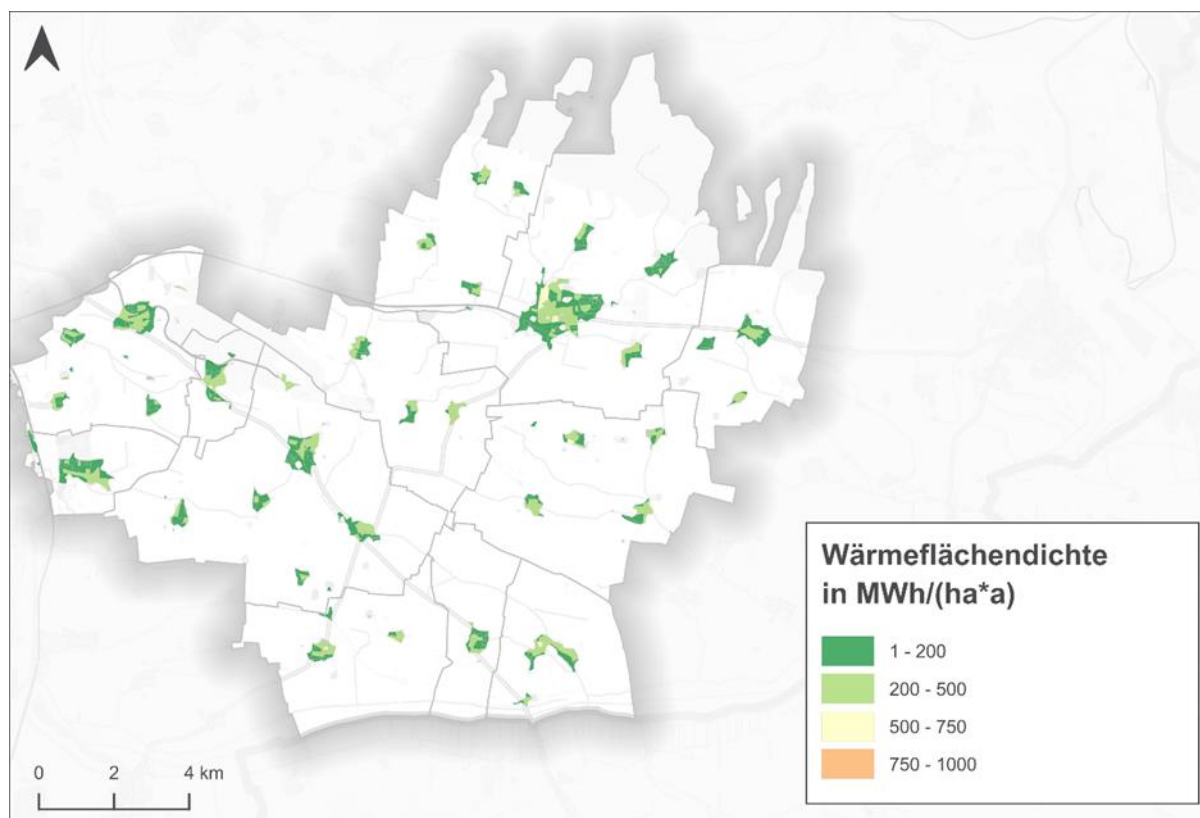 Wärmeflächendichte
in MWh/(ha*a)
1 - 200
200 - 500
500 - 750
750 - 1000
0 2 4 km